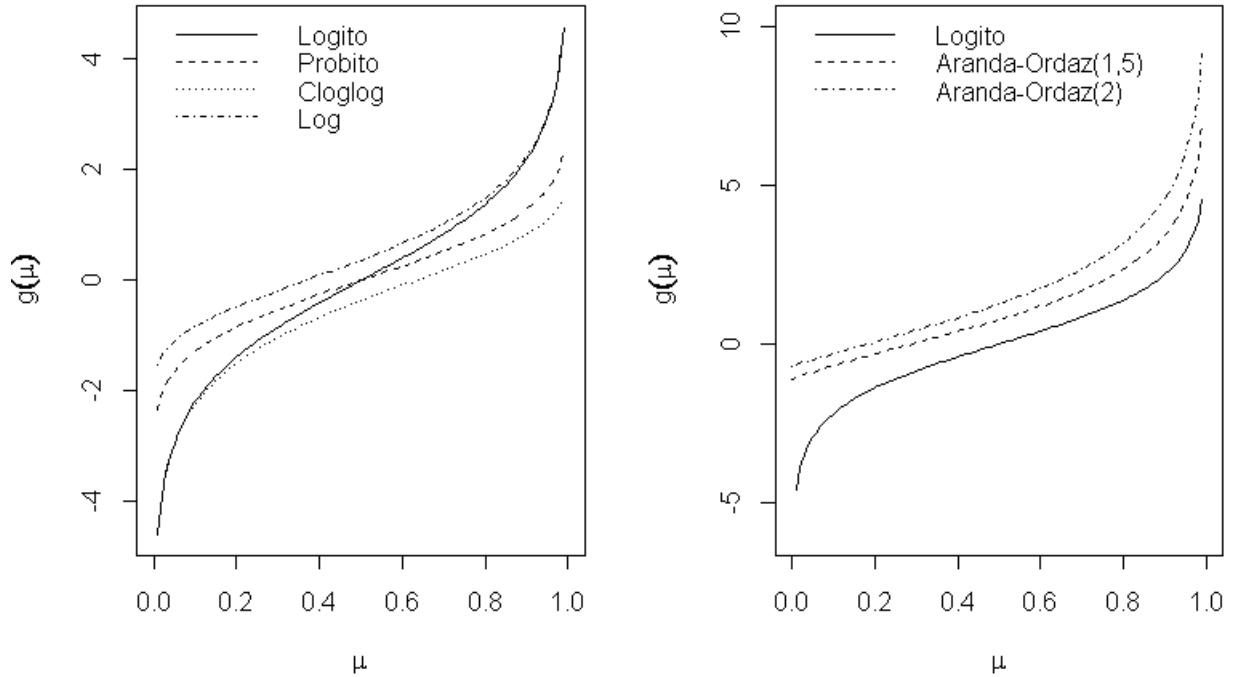 Logito
Probito
Cloglog
Log
4
2
0
-2
-4
g(μ)
0.0 0.2 0.4 0.6 0.8 1.0
μ
Logito
Aranda-Ordaz(1,5)
Aranda-Ordaz(2)
10
5
0
-5
g(μ)
0.0 0.2 0.4 0.6 0.8 1.0
μ